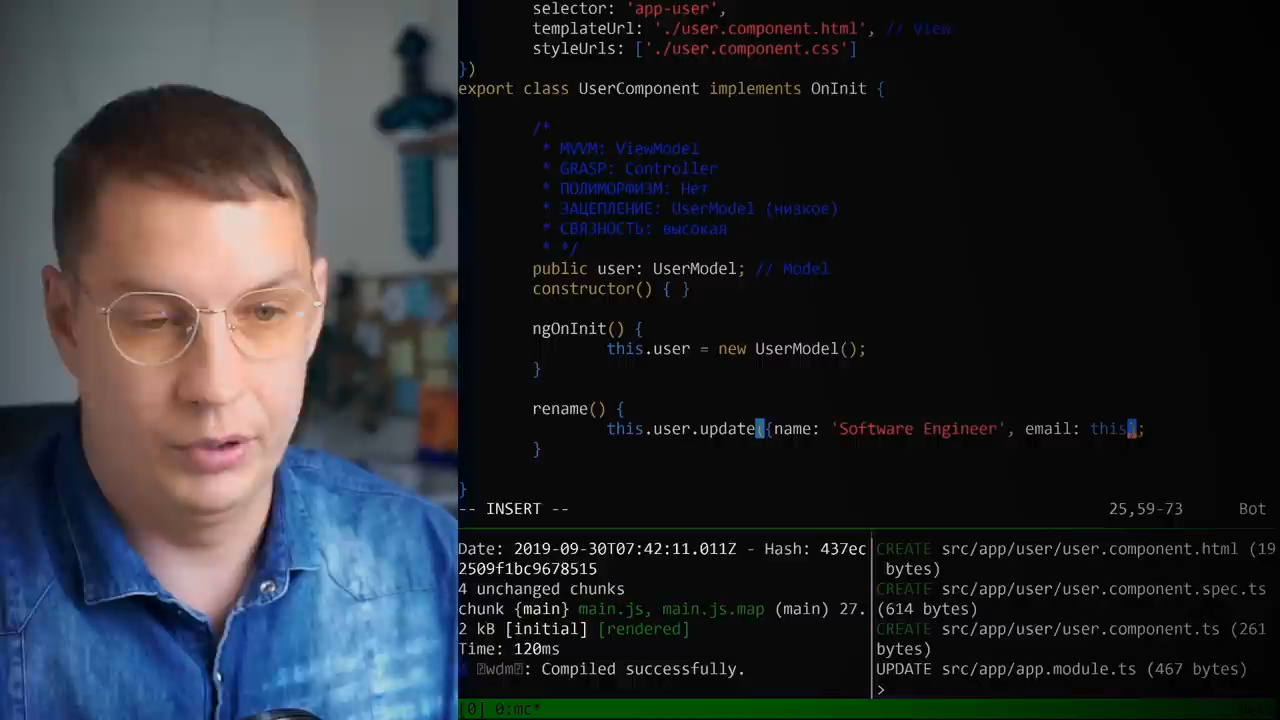 selector: 'app-user',
templateUrl: './user.component.html', // View
styleUrls: ['./user.component.css']
})
export class UserComponent implements OnInit {
/*
* MVVM: ViewModel
* GRASP: Controller
* ПОЛИМОРФИЗМ: Нет
* ЗАЦЕПЛЕНИЕ: UserModel (низкое)
* СВЯЗНОСТЬ: высокая
* */
public user: UserModel; // Model
constructor() { }
ngOnInit() {
this.user = new UserModel();
}
rename() {
this.user.update({name: 'Software Engineer', email: this);
}
}
-- INSERT -- 25,59-73 Bot
Date: 2019-09-30T07:42:11.011Z - Hash: 437ec
2509f1bc9678515
4 unchanged chunks
chunk {main} main.js, main.js.map (main) 27.
2 kB [initial] [rendered]
Time: 120ms
wdm: Compiled successfully.
CREATE src/app/user/user.component.html (19
bytes)
CREATE src/app/user/user.component.spec.ts
(614 bytes)
CREATE src/app/user/user.component.ts (261
bytes)
UPDATE src/app/app.module.ts (467 bytes)
>
[0] 0:mc*